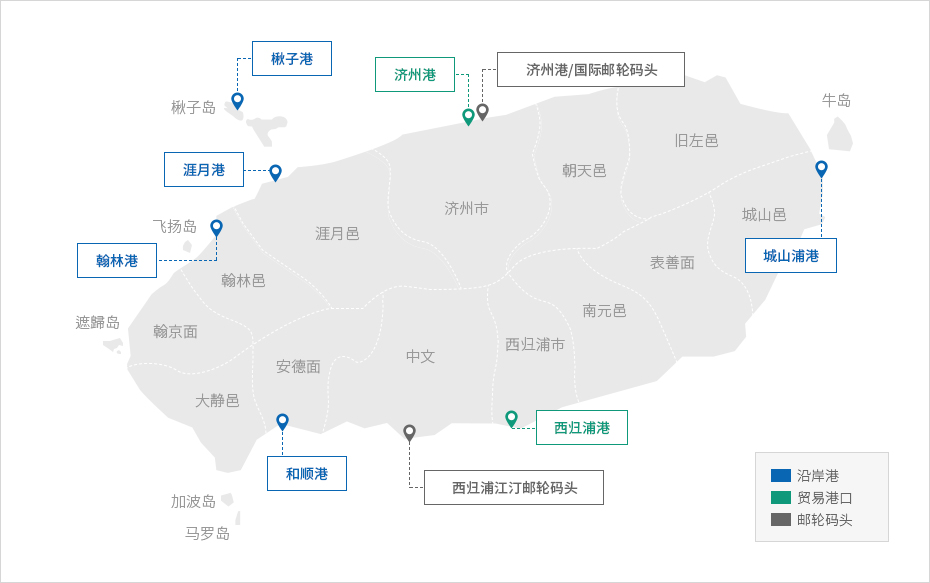 楸子港
济州港
济州港/国际邮轮码头
楸子岛
牛岛
旧左邑
涯月港
朝天邑
济州市
城山邑
飞扬岛
涯月邑
翰林港
城山浦港
表善面
翰林邑
南元邑
遮歸岛
翰京面
西归浦市
中文
安德面
大静邑
西归浦港
和顺港
西归浦江汀邮轮码头
沿岸港
贸易港口
邮轮码头
加波岛
马罗岛